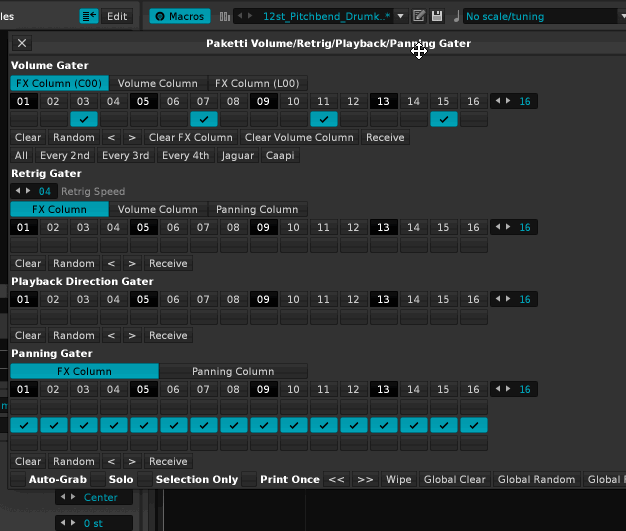 les Edit Macros 12st_Pitchbend_Drumk..* No scale/tuning
Paketti Volume/Retrig/Playback/Panning Gater
Volume Gater
FX Column (C00) Volume Column FX Column (L00)
01 02 03 04 05 06 07 08 09 10 11 12 13 14 15 16 16
Clear Random < > Clear FX Column Clear Volume Column Receive
All Every 2nd Every 3rd Every 4th Jaguar Caapi
Retrig Gater
04 Retrig Speed
FX Column Volume Column Panning Column
01 02 03 04 05 06 07 08 09 10 11 12 13 14 15 16 16
Clear Random < > Receive
Playback Direction Gater
01 02 03 04 05 06 07 08 09 10 11 12 13 14 15 16 16
Clear Random < > Receive
Panning Gater
FX Column Panning Column
01 02 03 04 05 06 07 08 09 10 11 12 13 14 15 16 16
Clear Random < > Receive
Auto-Grab Solo Selection Only Print Once << >> Wipe Global Clear Global Random Global
Center
0 st